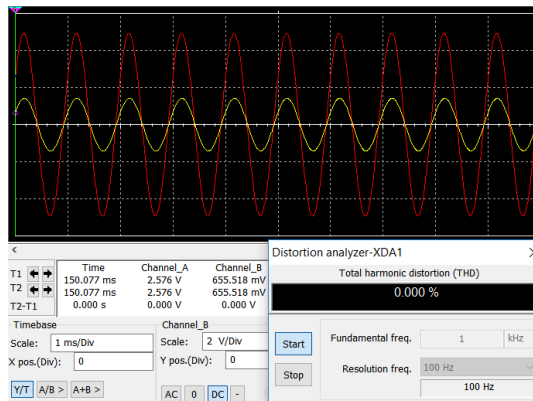 <
Time Channel_A Channel_B
T1 150.077 ms 2.576 V 655.518 mV
T2 150.077 ms 2.576 V 655.518 mV
T2-T1 0.000 s 0.000 V 0.000 V
Timebase
Scale: 1 ms/Div
X pos.(Div): 0
Y/T A/B > A+B >
Channel_B
Scale: 2 V/Div
Y pos.(Div): 0
AC 0 DC -
Distortion analyzer-XDA1
Total harmonic distortion (THD)
0.000 %
Start
Stop
Fundamental freq. 1 kHz
Resolution freq. 100 Hz
100 Hz